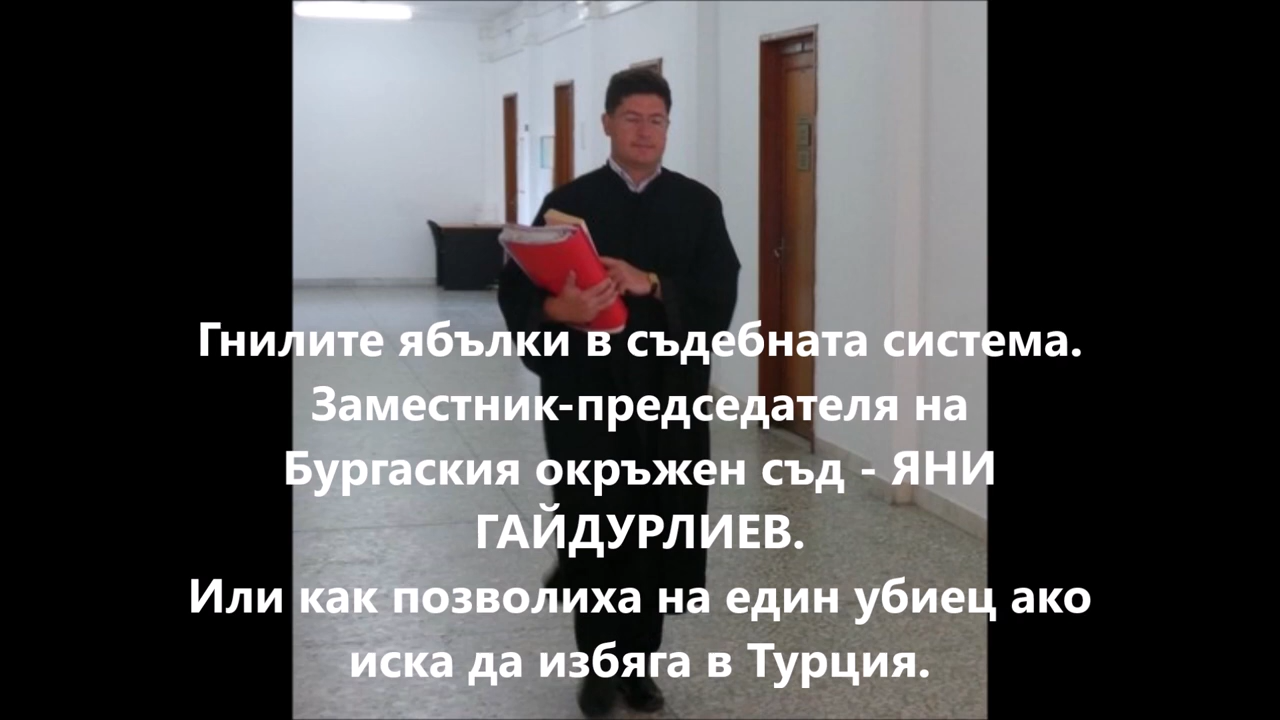 Гнилите ябълки в съдебната система.
Заместник-председателя на
Бургаския окръжен съд - ЯНИ
ГАЙДУРЛИЕВ.
Или как позволиха на един убиец ако
иска да избяга в Турция.